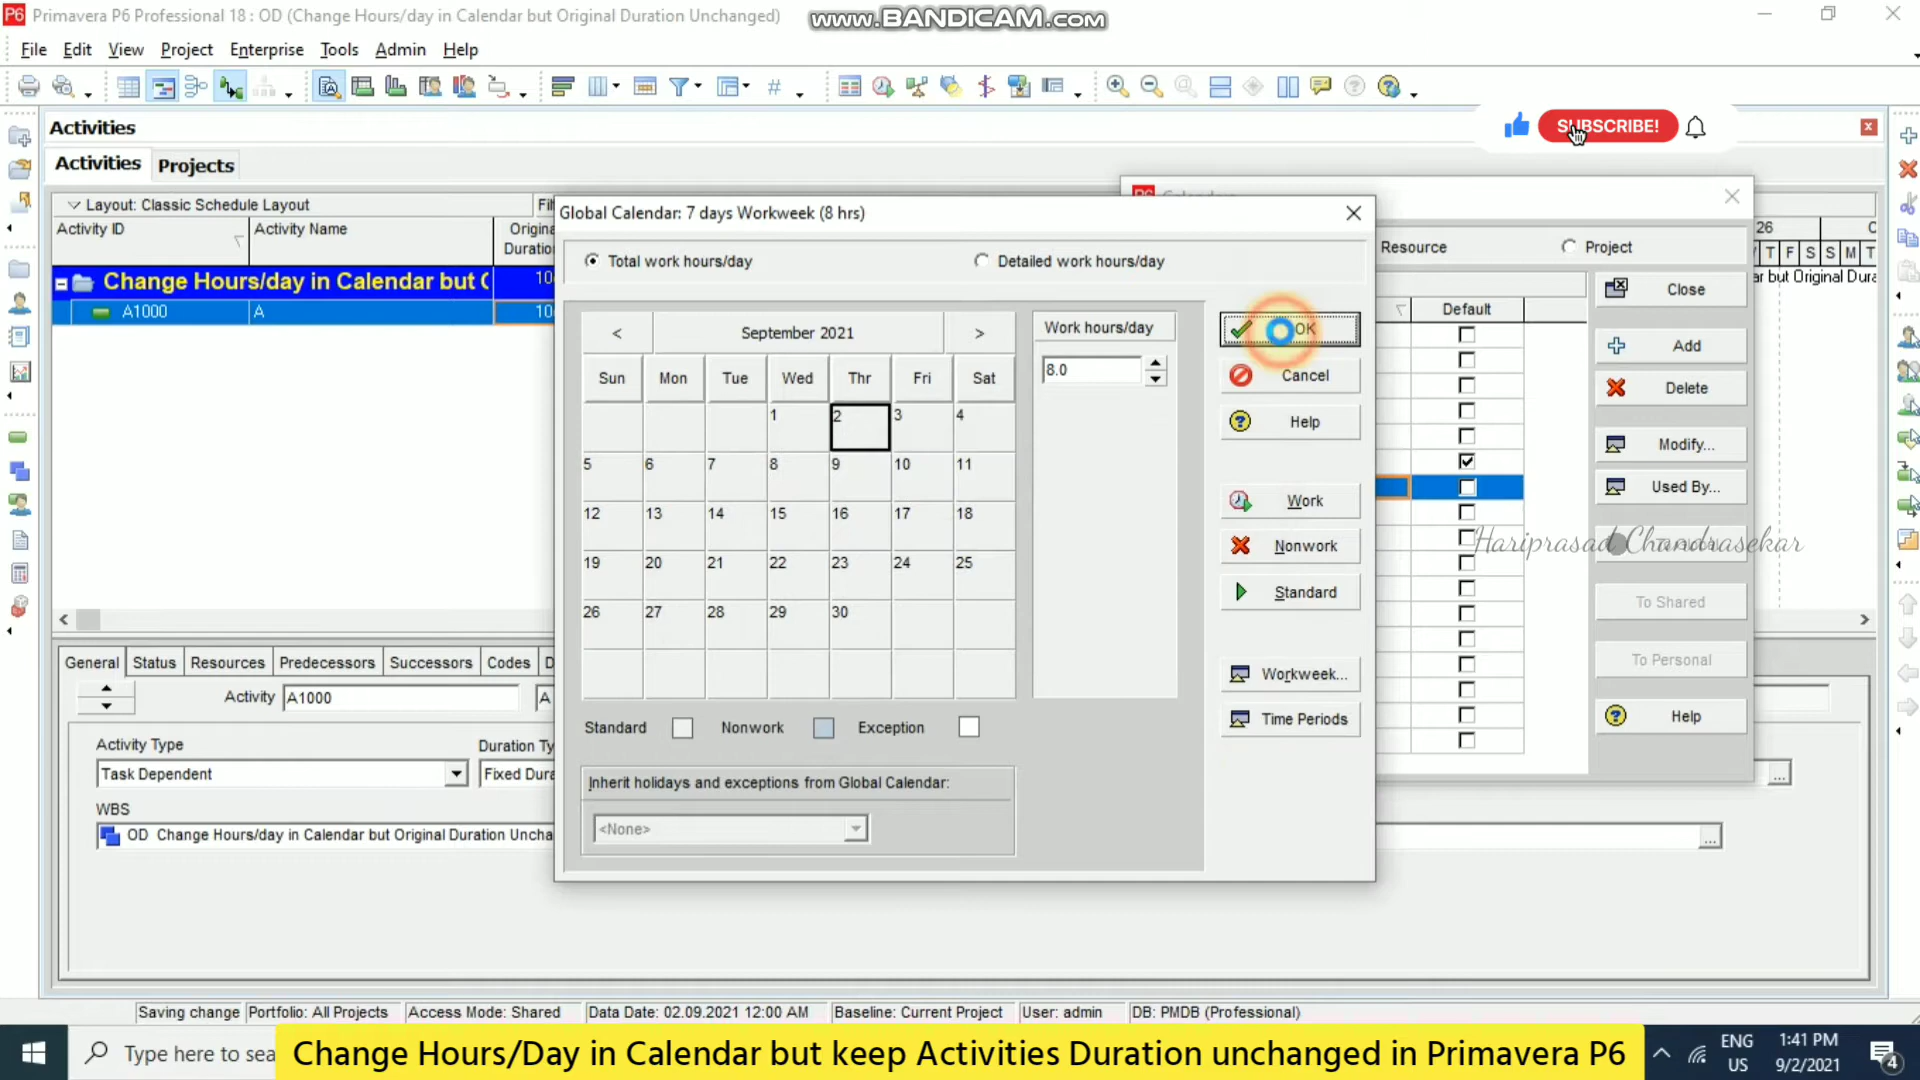 Primavera P6 Professional 18 : OD (Change Hours/day in Calendar but Original Duration Unchanged)
www.BANDICAM.com
File Edit View Project Enterprise Tools Admin Help
Activities
SUBSCRIBE!
Activities Projects
Layout: Classic Schedule Layout
Activity ID Activity Name
Change Hours/day in Calendar but
A1000 A
Global Calendar: 7 days Workweek (8 hrs)
Total work hours/day Detailed work hours/day
< September 2021 >
Sun Mon Tue Wed Thr Fri Sat
1 2 3 4
5 6 7 8 9 10 11
12 13 14 15 16 17 18
19 20 21 22 23 24 25
26 27 28 29 30
Work hours/day
8.0
OK
Cancel
Help
Work
Nonwork
Standard
Workweek...
Time Periods
Standard Nonwork Exception
Inherit holidays and exceptions from Global Calendar:
<None>
Resource Project
Default
Close
Add
Delete
Modify...
Used By...
Hariprasad Chandrasekar
To Shared
To Personal
Help
26
T F S S M T
General Status Resources Predecessors Successors Codes
Activity A1000 A
Activity Type
Task Dependent
WBS
OD Change Hours/day in Calendar but Original Duration
Saving change Portfolio: All Projects Access Mode: Shared Data Date: 02.09.2021 12:00 AM Baseline: Current Project User: admin DB: PMDB (Professional)
Type here to
Change Hours/Day in Calendar but keep Activities Duration unchanged in Primavera P6
ENG
US
1:41 PM
9/2/2021
4